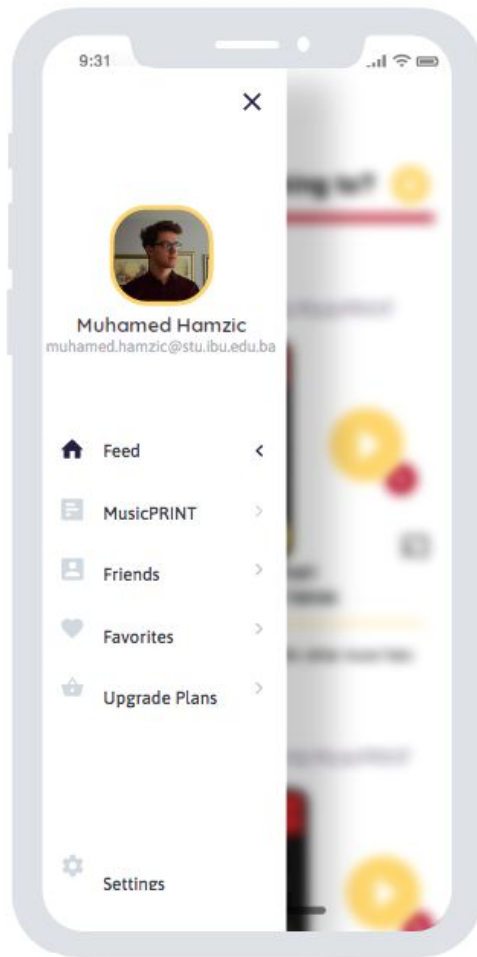 9:31
Muhamed Hamzic
muhamed.hamzic@stu.ibu.edu.ba
Feed
MusicPRINT
Friends
Favorites
Upgrade Plans
Settings